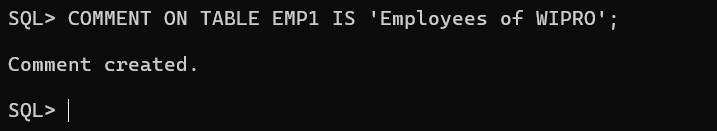 SQL> COMMENT ON TABLE EMP1 IS 'Employees of WIPRO';
Comment created.
SQL>